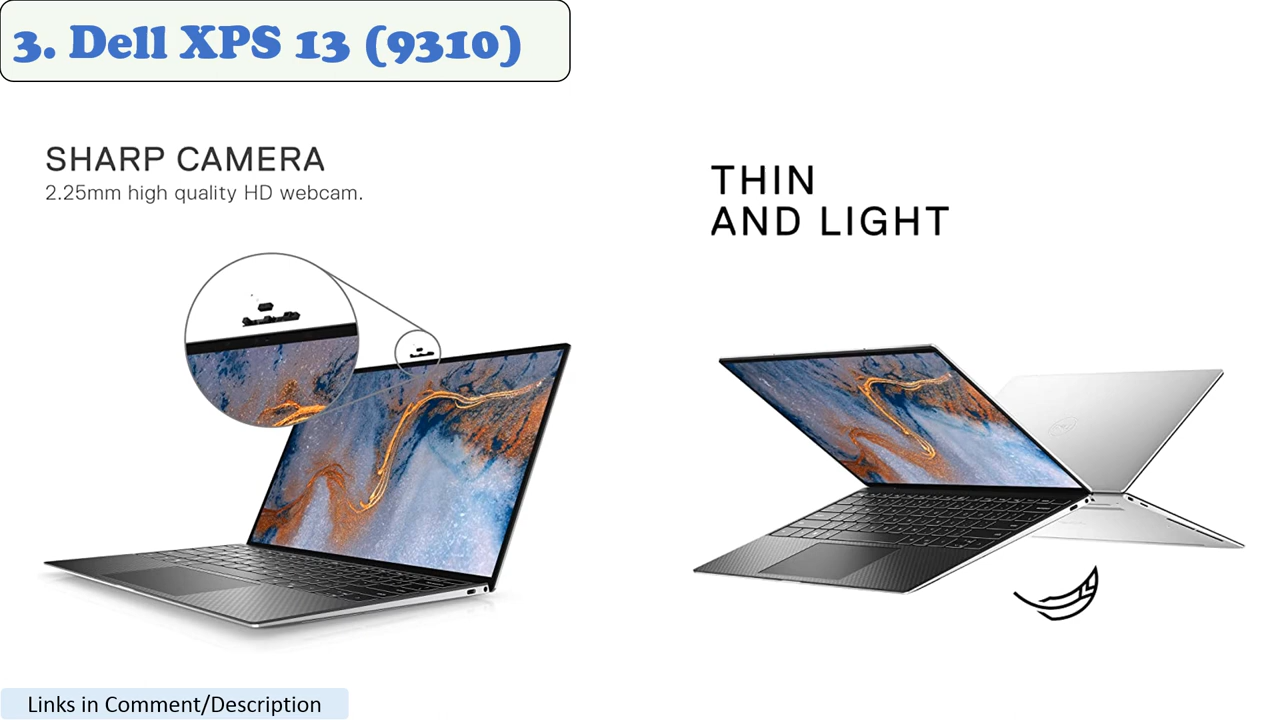 3. Dell XPS 13 (9310)
SHARP CAMERA
2.25mm high quality HD webcam.
THIN
AND LIGHT
Links in Comment/Description